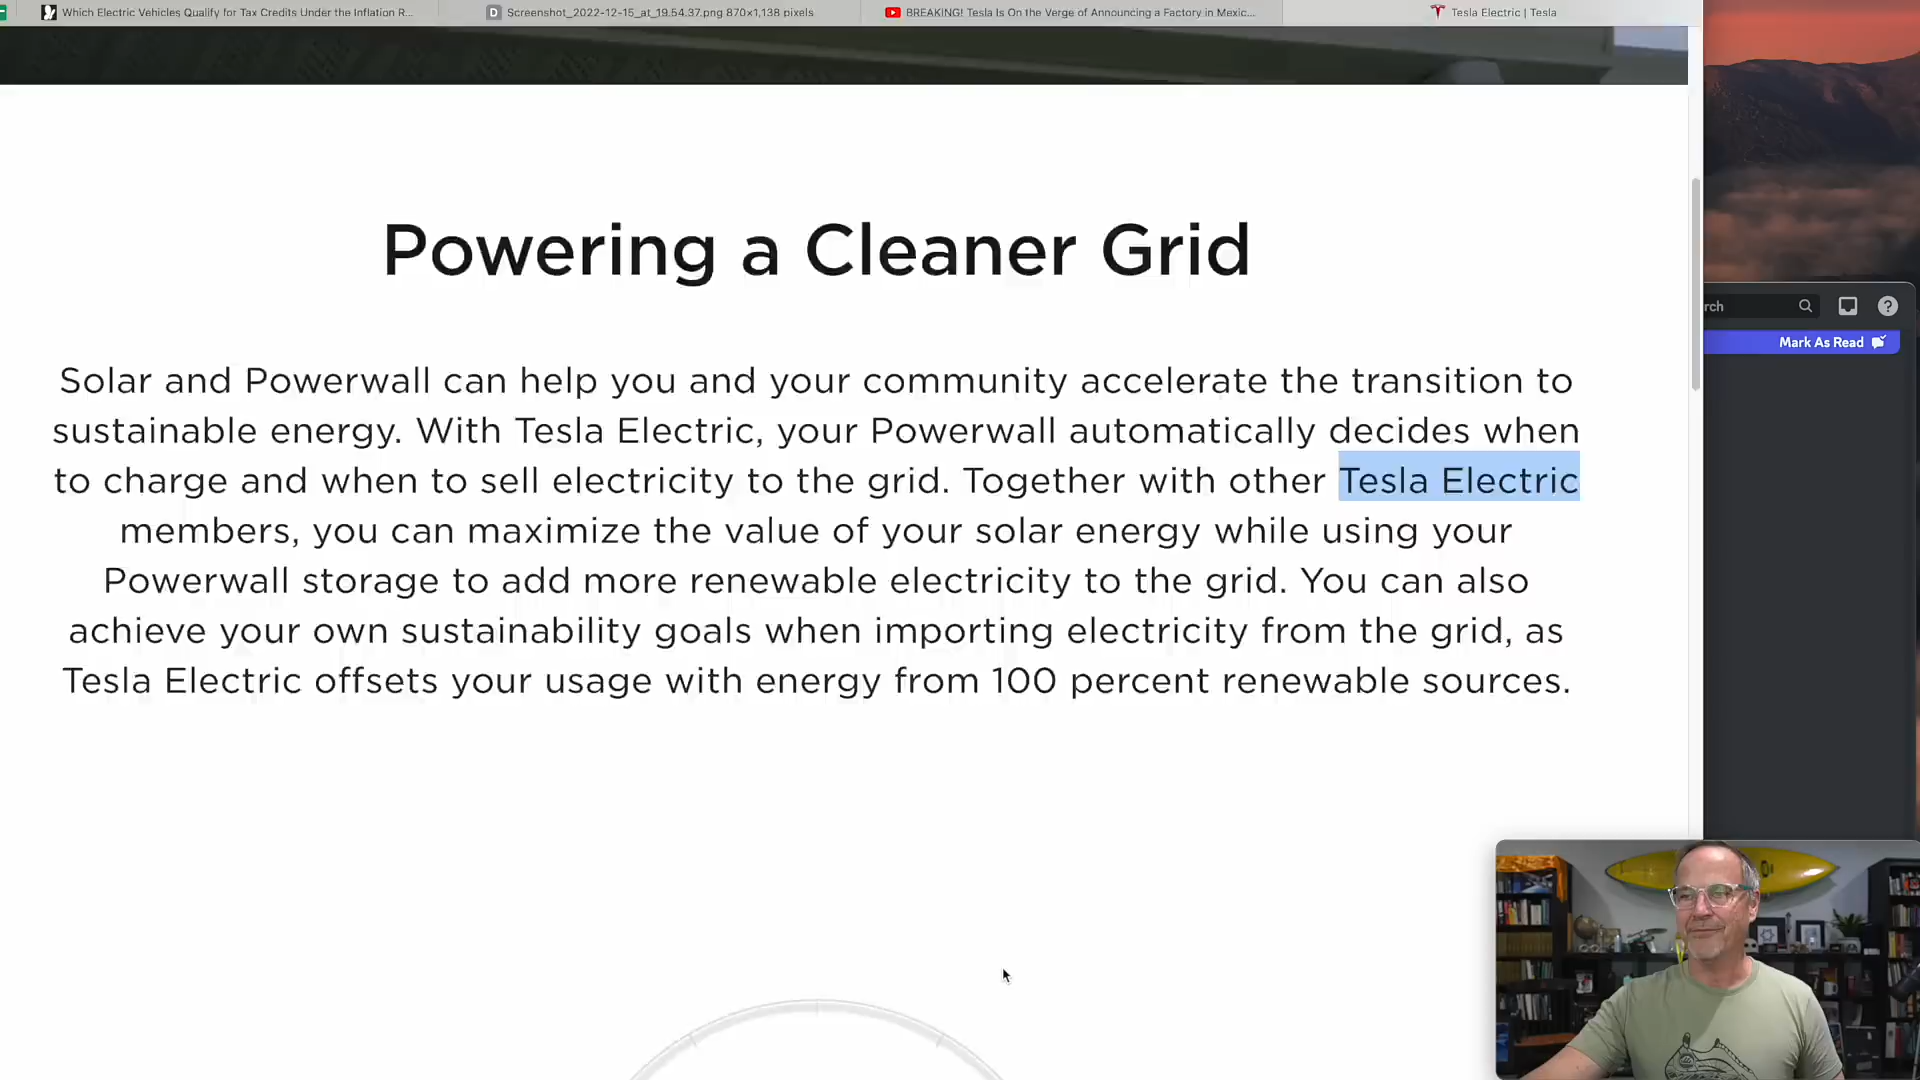 Which Electric Vehicles Qualify for Tax Credits Under the Inflation R...
Screenshot_2022-12-15_at_19.54.37.png 870×1,138 pixels
BREAKING! Tesla Is On the Verge of Announcing a Factory in Mexic...
Tesla Electric | Tesla
Powering a Cleaner Grid
Solar and Powerwall can help you and your community accelerate the transition to
sustainable energy. With Tesla Electric, your Powerwall automatically decides when
to charge and when to sell electricity to the grid. Together with other Tesla Electric
members, you can maximize the value of your solar energy while using your
Powerwall storage to add more renewable electricity to the grid. You can also
achieve your own sustainability goals when importing electricity from the grid, as
Tesla Electric offsets your usage with energy from 100 percent renewable sources.
rch
Mark As Read